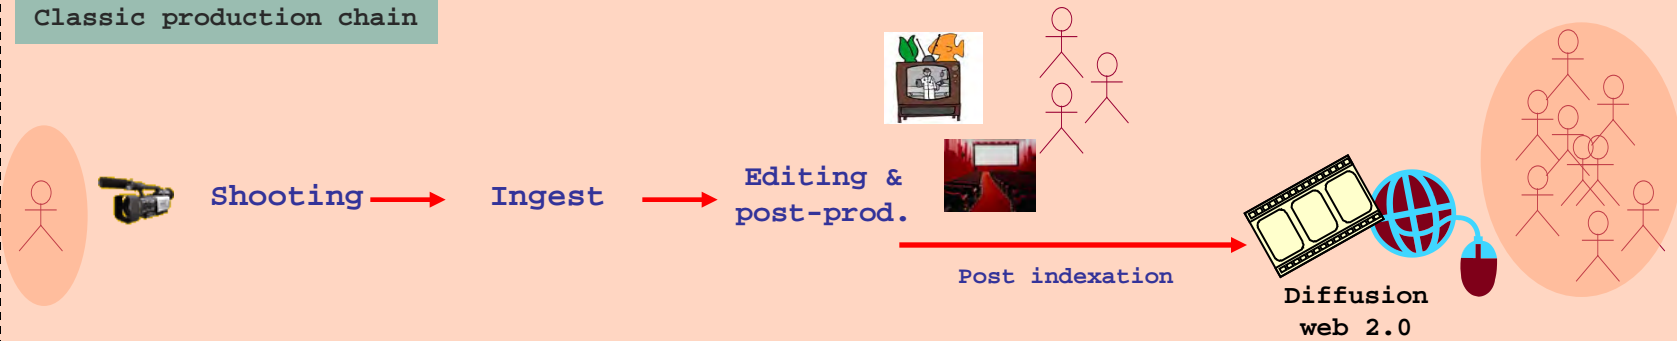 Classic production chain
Shooting
Ingest
Editing &
post-prod.
Post indexation
Diffusion
web 2.0